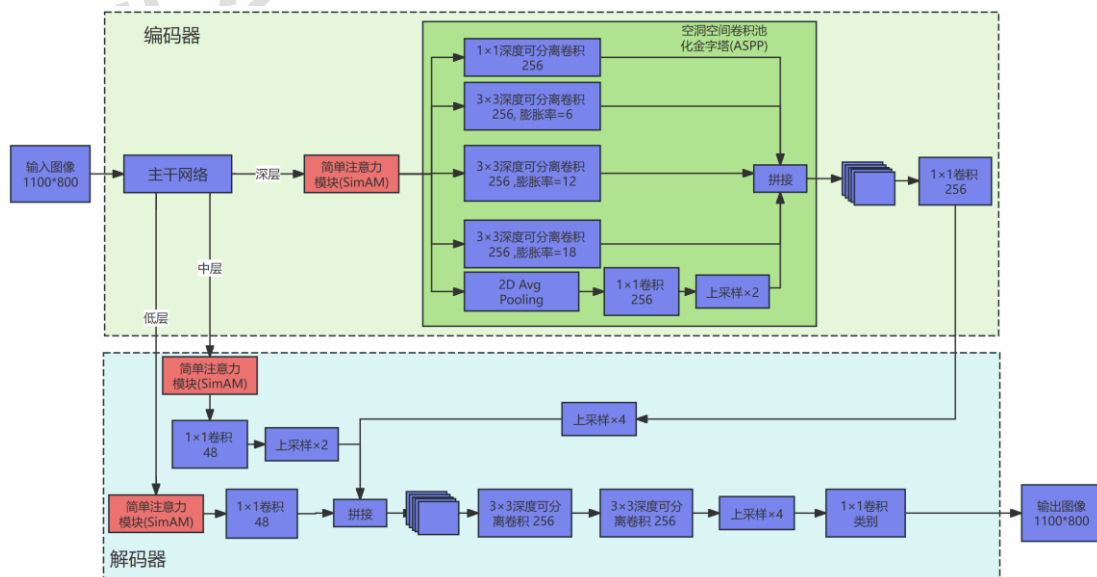 编码器
空洞空间卷积池
化金字塔(ASPP)
1×1深度可分离卷积
256
3×3深度可分离卷积
256, 膨胀率=6
输入图像
1100*800
主干网络
深层
简单注意力
模块(SimAM)
3×3深度可分离卷积
256 ,膨胀率=12
拼接
1×1卷积
256
3×3深度可分离卷积
256 ,膨胀率=18
中层
2D Avg
Pooling
1×1卷积
256
上采样×2
低层
简单注意力
模块(SimAM)
上采样×4
1×1卷积
48
上采样×2
简单注意力
模块(SimAM)
1×1卷积
48
拼接
3×3深度可分
离卷积 256
3×3深度可分
离卷积 256
上采样×4
1×1卷积
类别
输出图像
1100*800
解码器